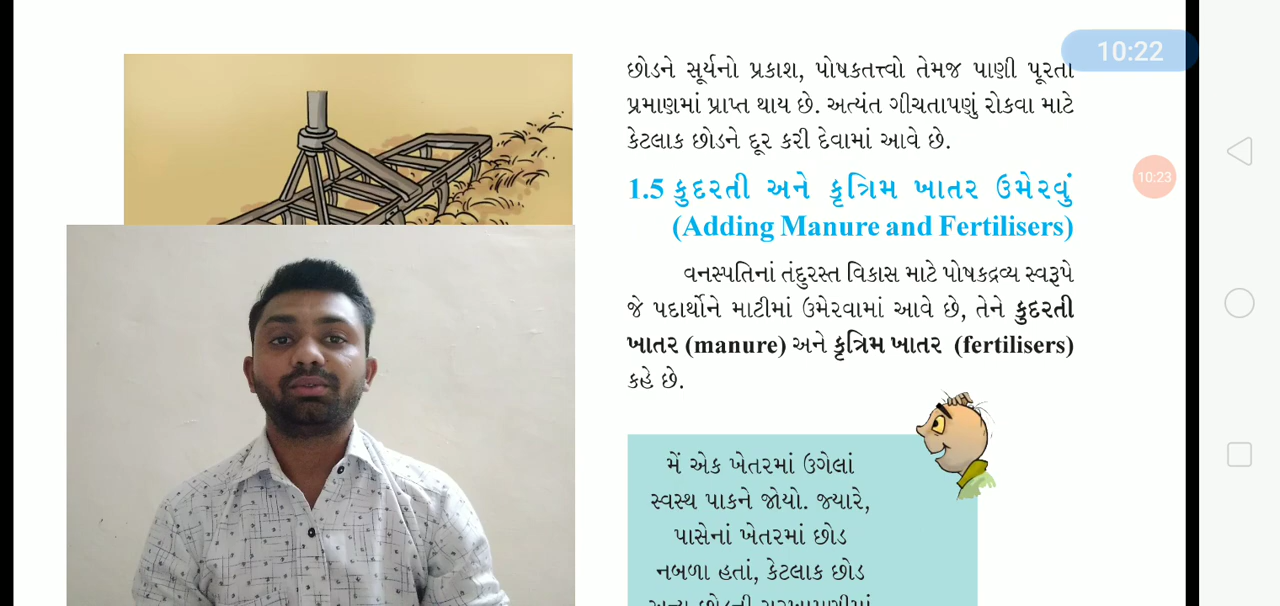 છોડને સૂર્યનો પ્રકાશ, પોષકતત્ત્વો તેમજ પાણી પૂરતા
પ્રમાણમાં પ્રાપ્ત થાય છે. અત્યંત ગીચતાપણું રોકવા માટે
કેટલાક છોડને દૂર કરી દેવામાં આવે છે.
1.5 કુદરતી અને કૃત્રિમ ખાતર ઉમેરવું
(Adding Manure and Fertilisers)
વનસ્પતિનાં તંદુરસ્ત વિકાસ માટે પોષકદ્રવ્ય સ્વરૂપે
જે પદાર્થોને માટીમાં ઉમેરવામાં આવે છે, તેને કુદરતી
ખાતર (manure) અને કૃત્રિમ ખાતર (fertilisers)
કહે છે.
મેં એક ખેતરમાં ઉગેલાં
સ્વસ્થ પાકને જોયો. જ્યારે,
પાસેનાં ખેતરમાં છોડ
નબળા હતાં, કેટલાક છોડ
10:22
10:23